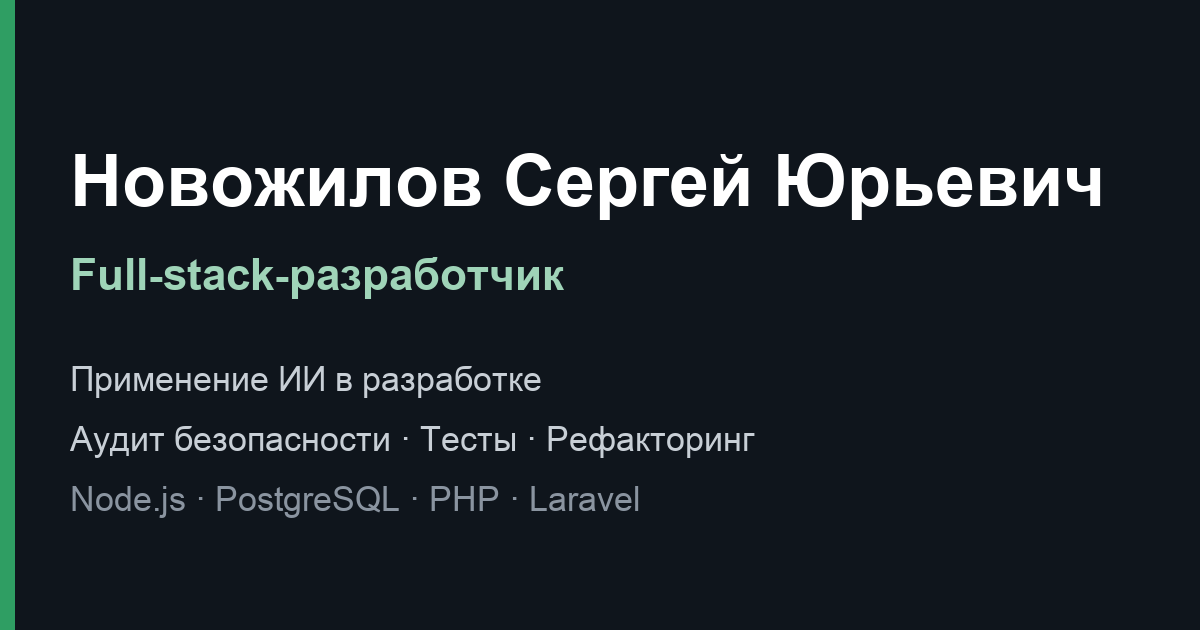 Новожилов Сергей Юрьевич
Full-stack-разработчик
Применение ИИ в разработке
Аудит безопасности · Тесты · Рефакторинг
Node.js · PostgreSQL · PHP · Laravel